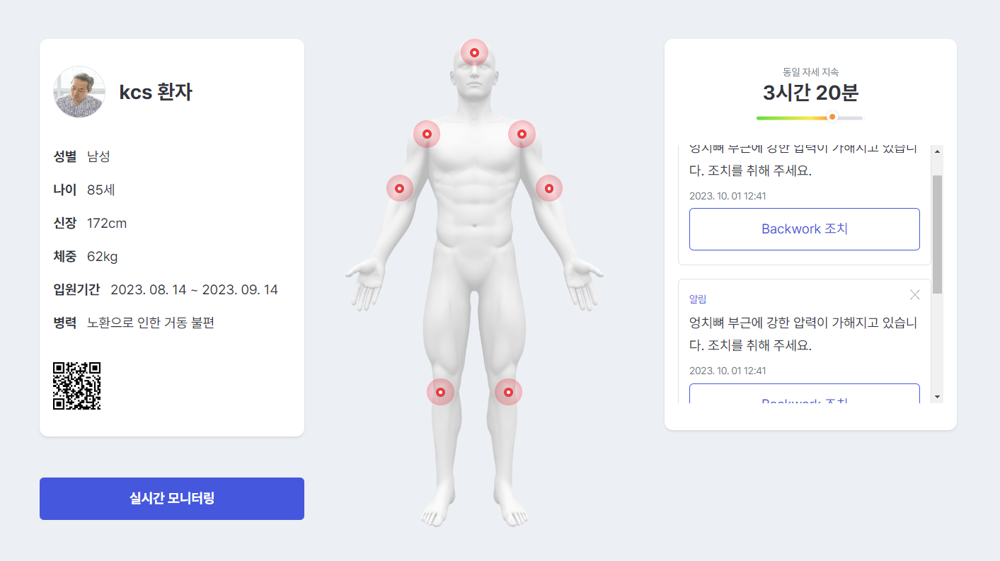 kcs 환자
성별 남성
나이 85세
신장 172cm
체중 62kg
입원기간 2023. 08. 14 ~ 2023. 09. 14
병력 노환으로 인한 거동 불편
실시간 모니터링
동일 자세 지속
3시간 20분
엉치뼈 부근에 강한 압력이 가해지고 있습니
다. 조치를 취해 주세요.
2023. 10. 01 12:41
Backwork 조치
알림
엉치뼈 부근에 강한 압력이 가해지고 있습니
다. 조치를 취해 주세요.
2023. 10. 01 12:41
Backwork 조치